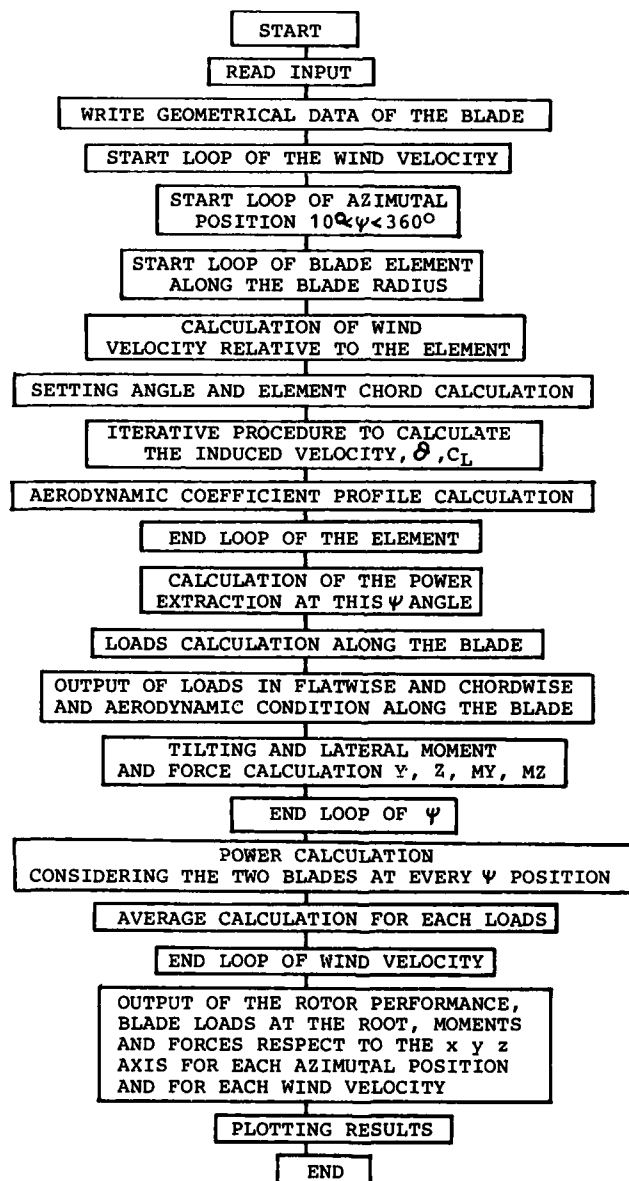 START
READ INPUT
WRITE GEOMETRICAL DATA OF THE BLADE
START LOOP OF THE WIND VELOCITY
START LOOP OF AZIMUTAL
POSITION 10°<ψ<360°
START LOOP OF BLADE ELEMENT
ALONG THE BLADE RADIUS
CALCULATION OF WIND
VELOCITY RELATIVE TO THE ELEMENT
SETTING ANGLE AND ELEMENT CHORD CALCULATION
ITERATIVE PROCEDURE TO CALCULATE
THE INDUCED VELOCITY, ϑ, C_L
AERODYNAMIC COEFFICIENT PROFILE CALCULATION
END LOOP OF THE ELEMENT
CALCULATION OF THE POWER
EXTRACTION AT THIS ψ ANGLE
LOADS CALCULATION ALONG THE BLADE
OUTPUT OF LOADS IN FLATWISE AND CHORDWISE
AND AERODYNAMIC CONDITION ALONG THE BLADE
TILTING AND LATERAL MOMENT
AND FORCE CALCULATION Y, Z, MY, MZ
END LOOP OF ψ
POWER CALCULATION
CONSIDERING THE TWO BLADES AT EVERY ψ POSITION
AVERAGE CALCULATION FOR EACH LOADS
END LOOP OF WIND VELOCITY
OUTPUT OF THE ROTOR PERFORMANCE,
BLADE LOADS AT THE ROOT, MOMENTS
AND FORCES RESPECT TO THE x y z
AXIS FOR EACH AZIMUTAL POSITION
AND FOR EACH WIND VELOCITY
PLOTTING RESULTS
END